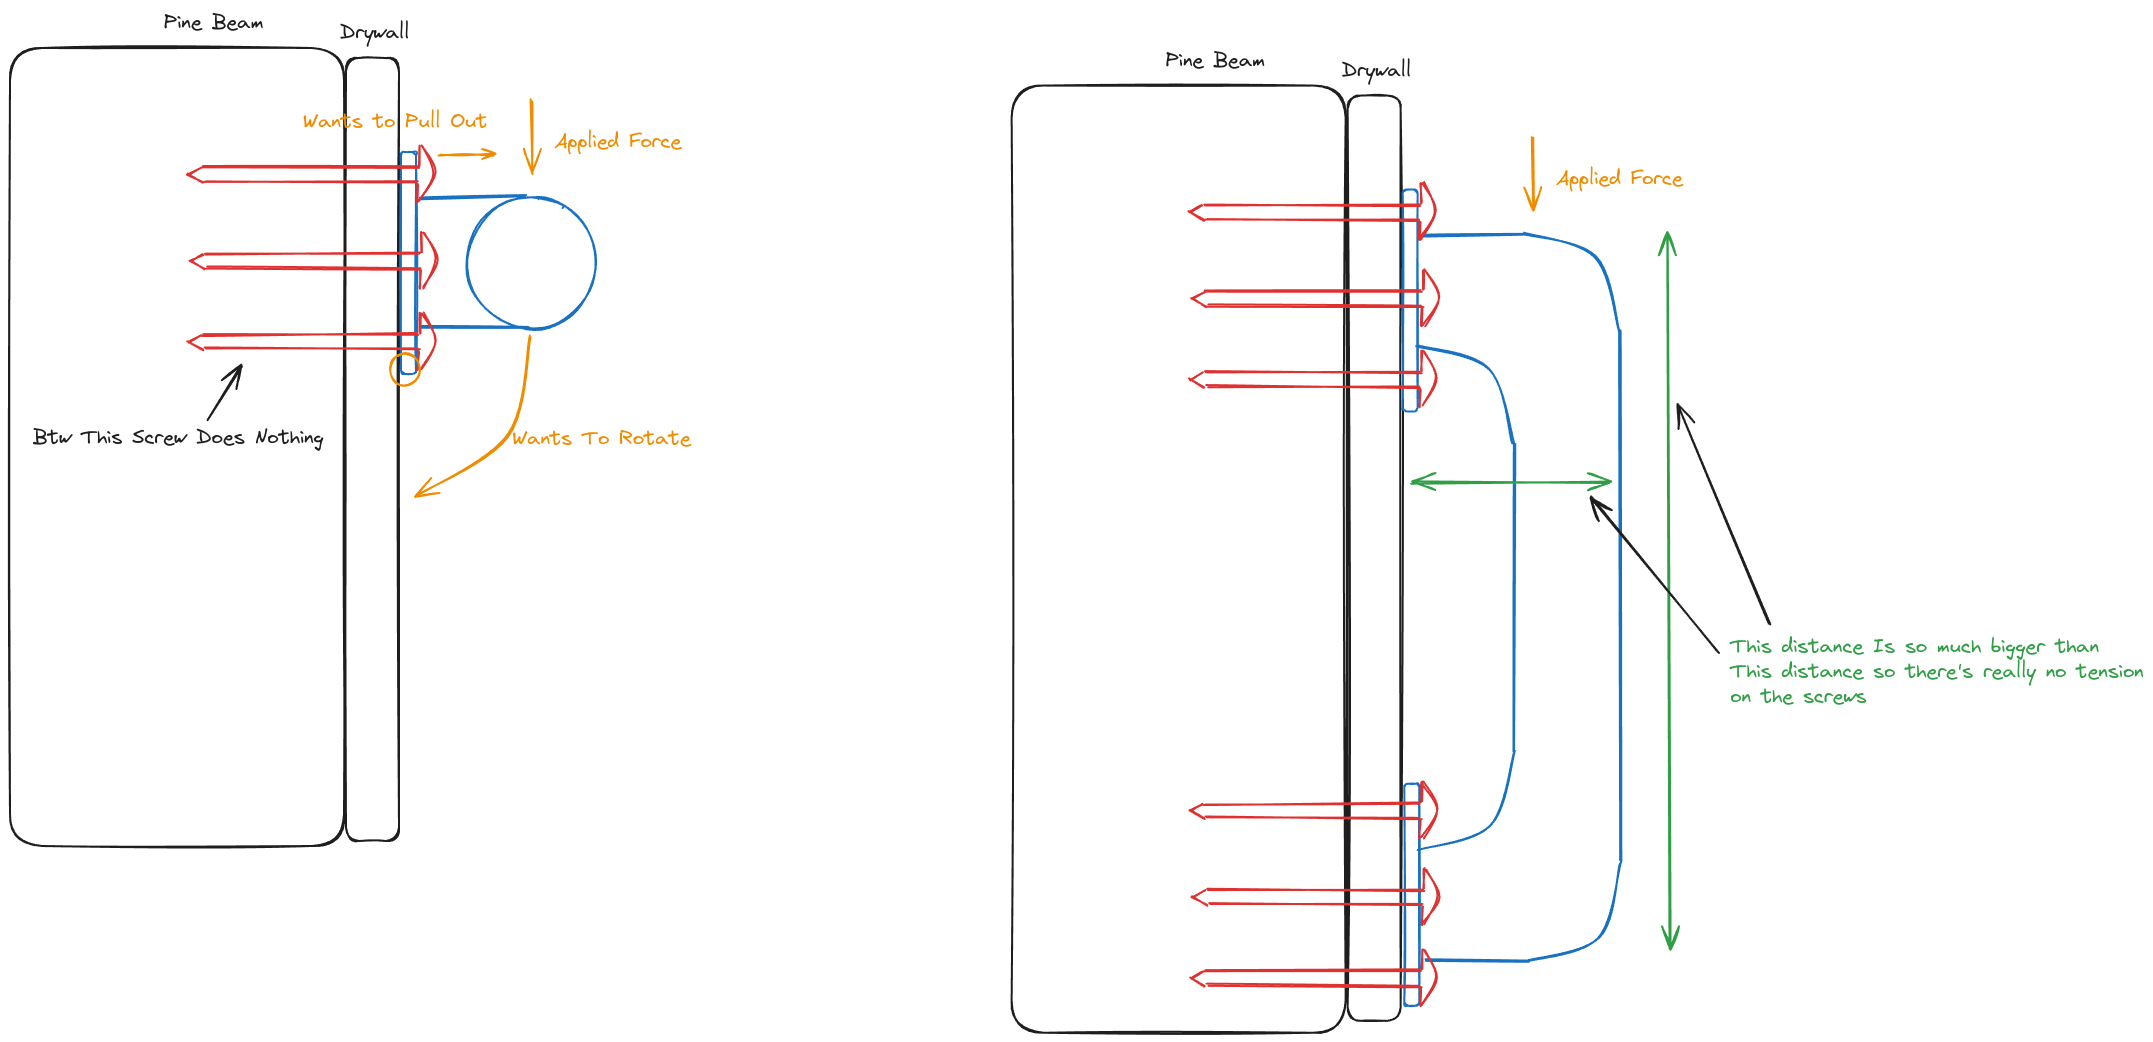 Pine Beam
Drywall
Wants to Pull Out
Applied Force
Btw This Screw Does Nothing
Wants To Rotate
Pine Beam
Drywall
Applied Force
This distance Is so much bigger than
This distance so there's really no tension
on the screws